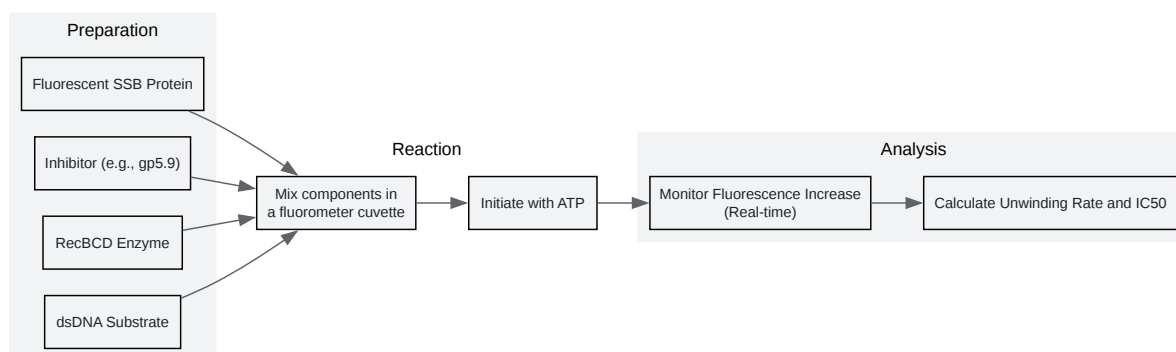 Preparation
Fluorescent SSB Protein
Inhibitor (e.g., gp5.9)
RecBCD Enzyme
dsDNA Substrate
Reaction
Mix components in
a fluorometer cuvette
Initiate with ATP
Analysis
Monitor Fluorescence Increase
(Real-time)
Calculate Unwinding Rate and IC50